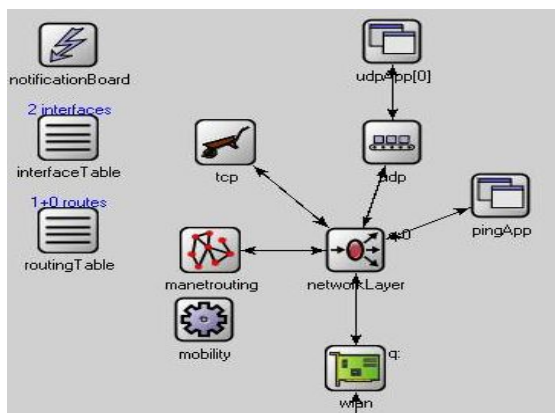 notificationBoard
udpApp[0]
2 interfaces
interfaceTable
tcp
udp
1+0 routes
pingApp
routingTable
manetrouting
networkLayer
mobility
q:
wlan